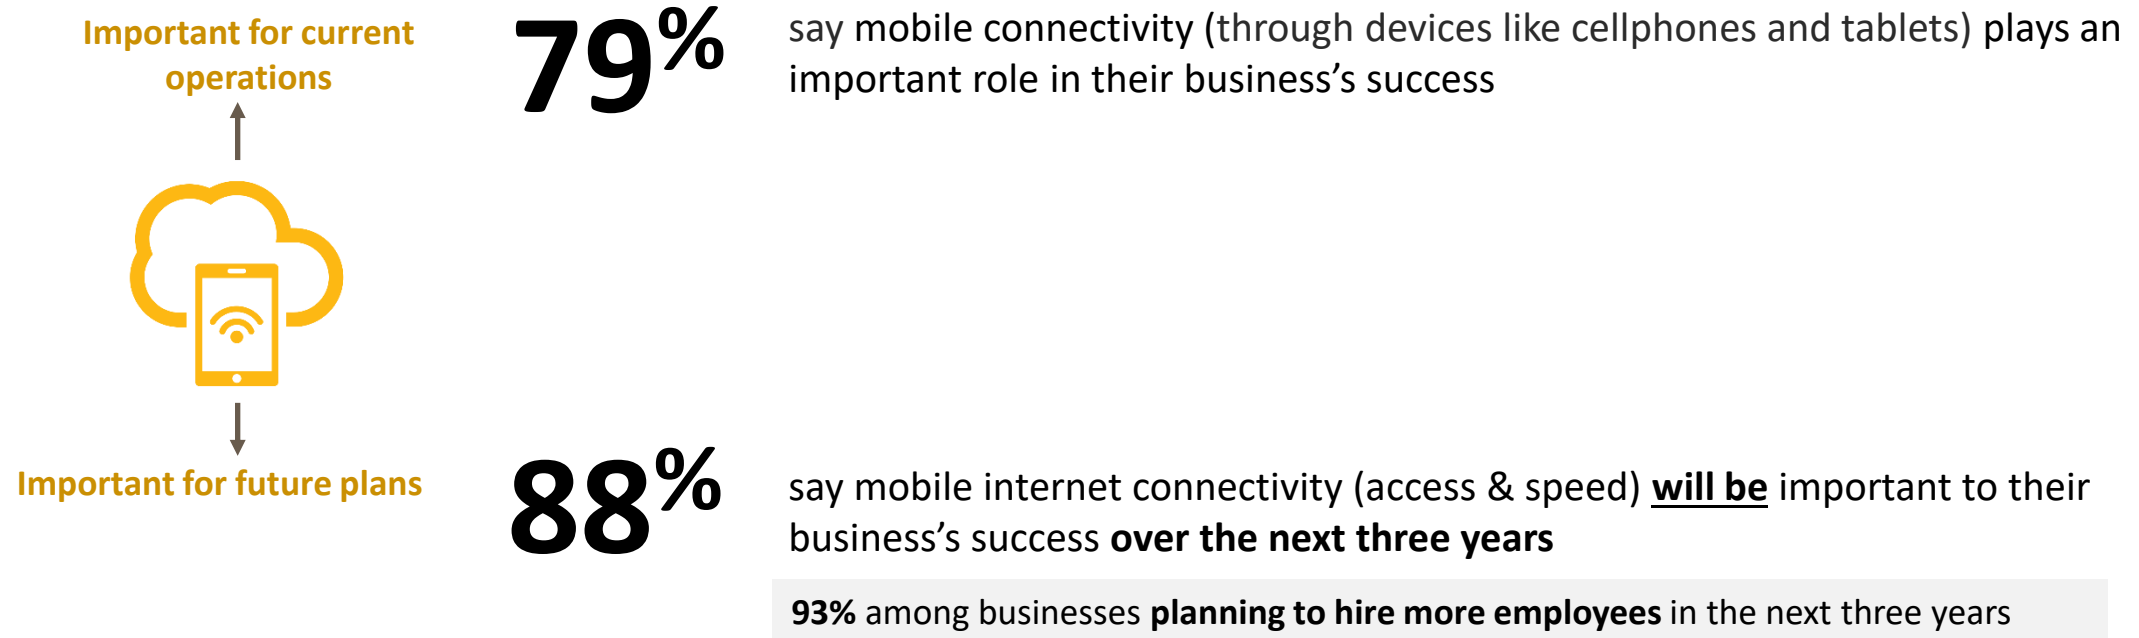 Important for current
operations
79%
say mobile connectivity (through devices like cellphones and tablets) plays an
important role in their business’s success
Important for future plans
88%
say mobile internet connectivity (access & speed) will be important to their
business’s success over the next three years
93% among businesses planning to hire more employees in the next three years